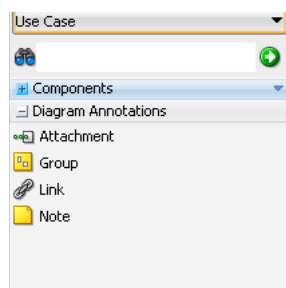 Use Case
Components
Diagram Annotations
Attachment
Group
Link
Note